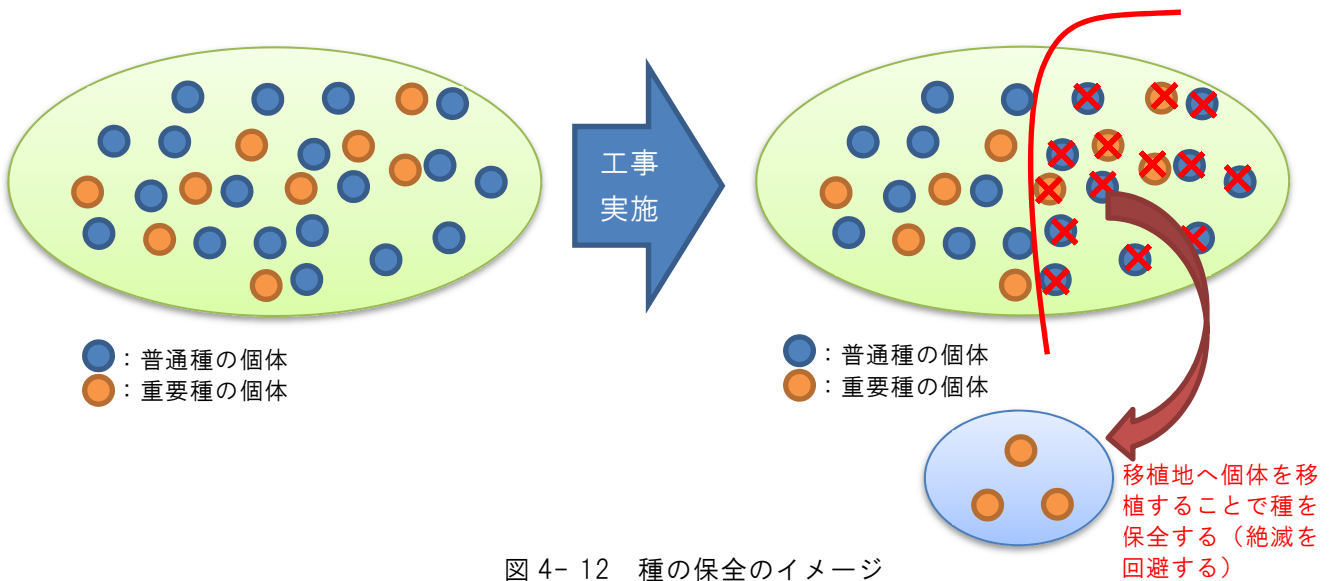 工事
実施
：普通種の個体
：重要種の個体
：普通種の個体
：重要種の個体
移植地へ個体を移
植することで種を
保全する（絶滅を
回避する）
図 4- 12　種の保全のイメージ